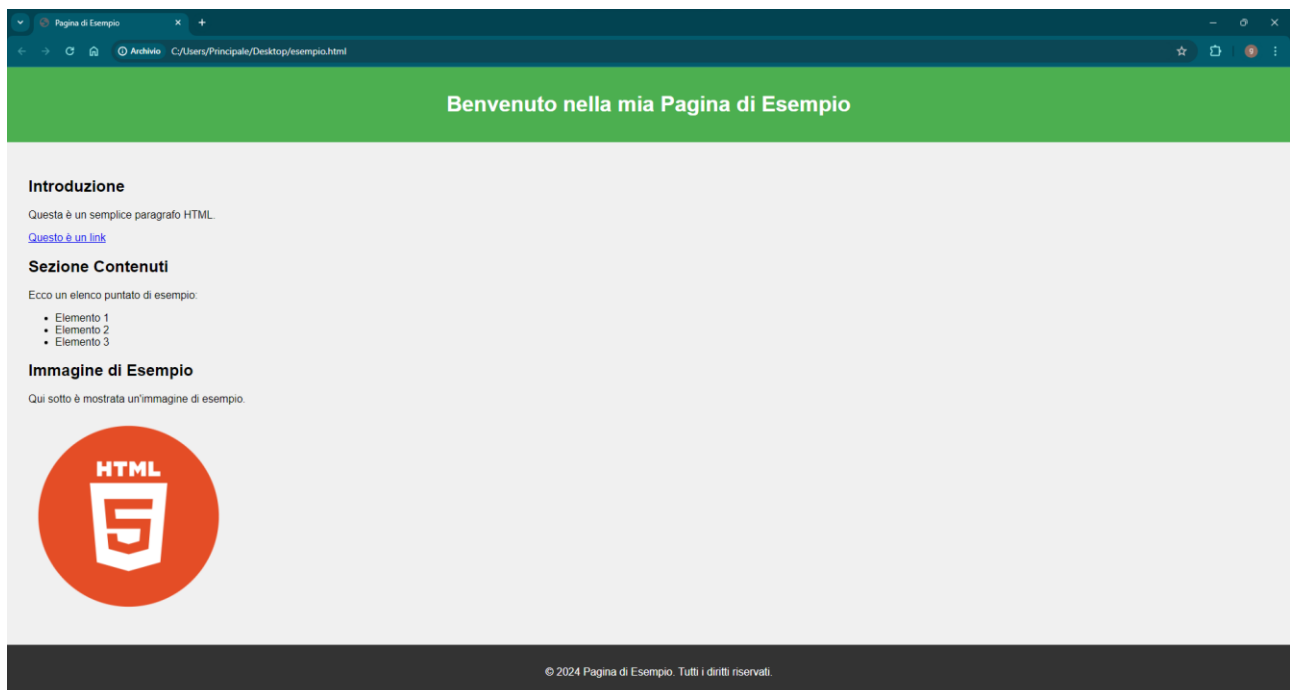 Pagina di Esempio
Archivio C:/Users/Principale/Desktop/esempio.html
Benvenuto nella mia Pagina di Esempio
Introduzione
Questa è un semplice paragrafo HTML.
Questo è un link
Sezione Contenuti
Ecco un elenco puntato di esempio:
Elemento 1
Elemento 2
Elemento 3
Immagine di Esempio
Qui sotto è mostrata un'immagine di esempio.
HTML
5
© 2024 Pagina di Esempio. Tutti i diritti riservati.